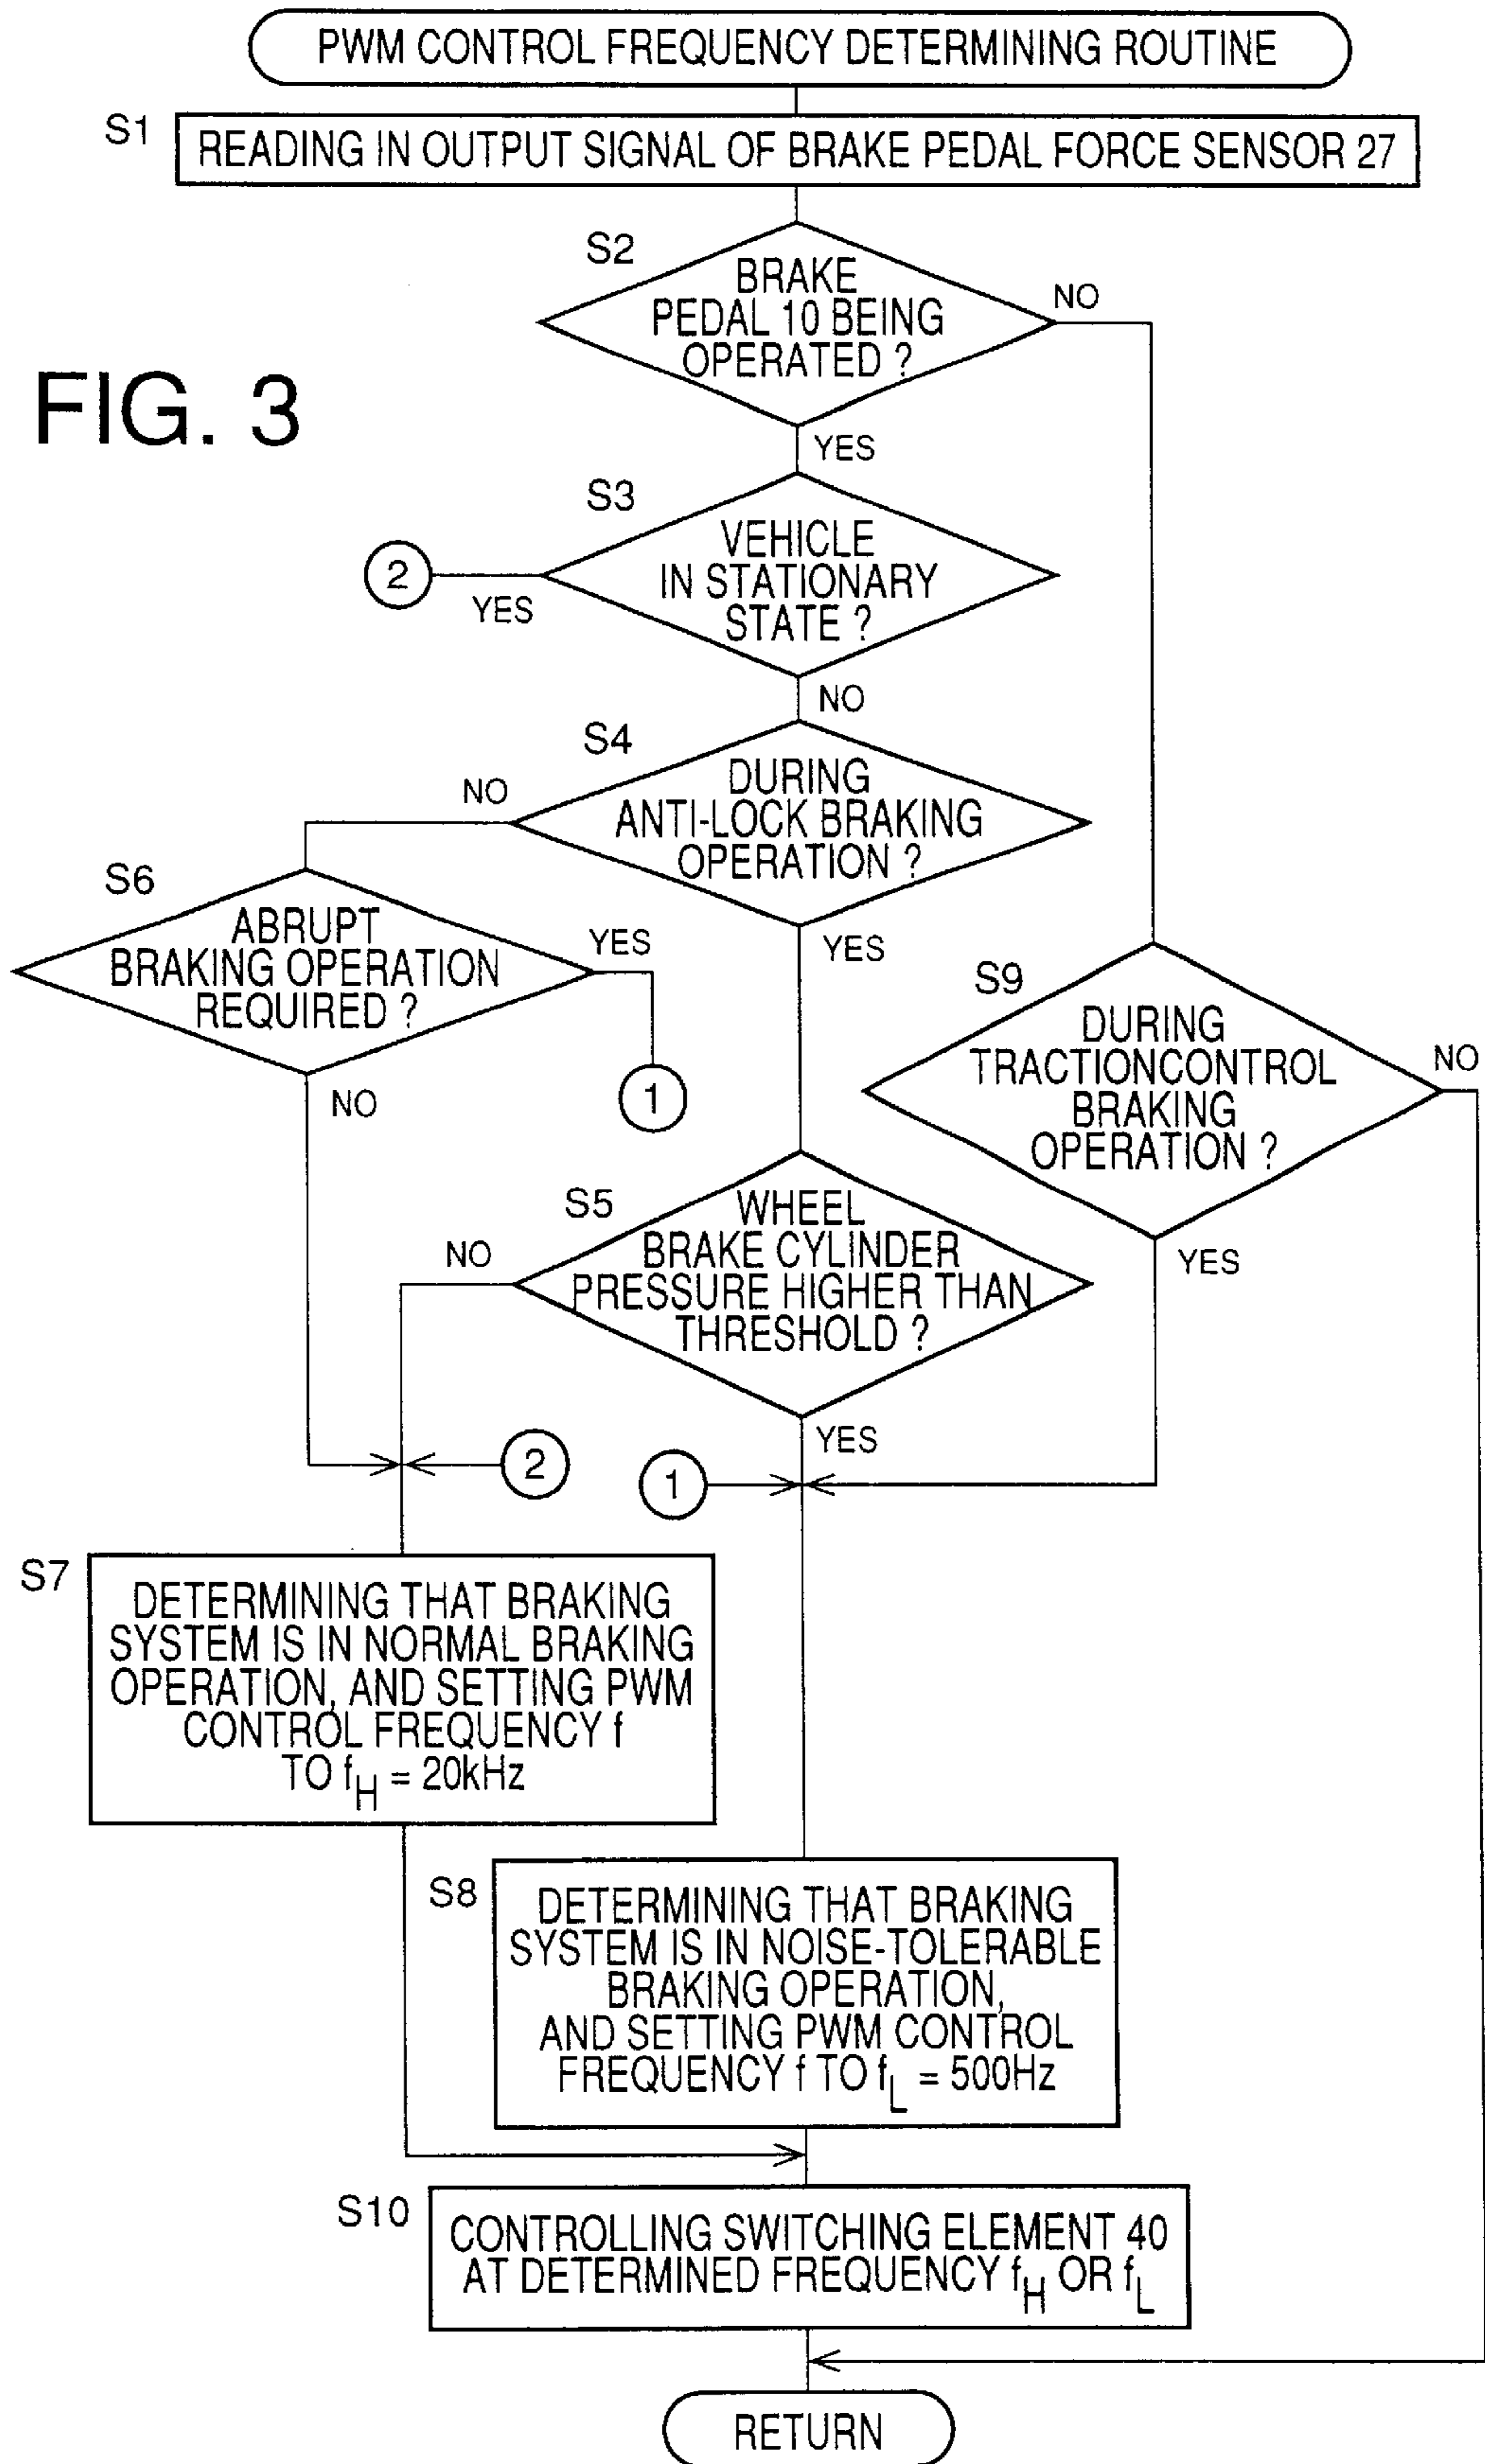 PWM CONTROL FREQUENCY DETERMINING ROUTINE
S1
READING IN OUTPUT SIGNAL OF BRAKE PEDAL FORCE SENSOR 27
S2
BRAKE
PEDAL 10 BEING
OPERATED ?
NO
YES
FIG. 3
S3
VEHICLE
IN STATIONARY
STATE ?
2
YES
NO
S4
DURING
ANTI-LOCK BRAKING
OPERATION ?
NO
YES
S6
ABRUPT
BRAKING OPERATION
REQUIRED ?
YES
1
NO
S9
DURING
TRACTIONCONTROL
BRAKING
OPERATION ?
NO
YES
S5
WHEEL
BRAKE CYLINDER
PRESSURE HIGHER THAN
THRESHOLD ?
NO
YES
2
1
S7
DETERMINING THAT BRAKING
SYSTEM IS IN NORMAL BRAKING
OPERATION, AND SETTING PWM
CONTROL FREQUENCY f
TO fH = 20kHz
S8
DETERMINING THAT BRAKING
SYSTEM IS IN NOISE-TOLERABLE
BRAKING OPERATION,
AND SETTING PWM CONTROL
FREQUENCY f TO fL = 500Hz
S10
CONTROLLING SWITCHING ELEMENT 40
AT DETERMINED FREQUENCY fH OR fL
RETURN